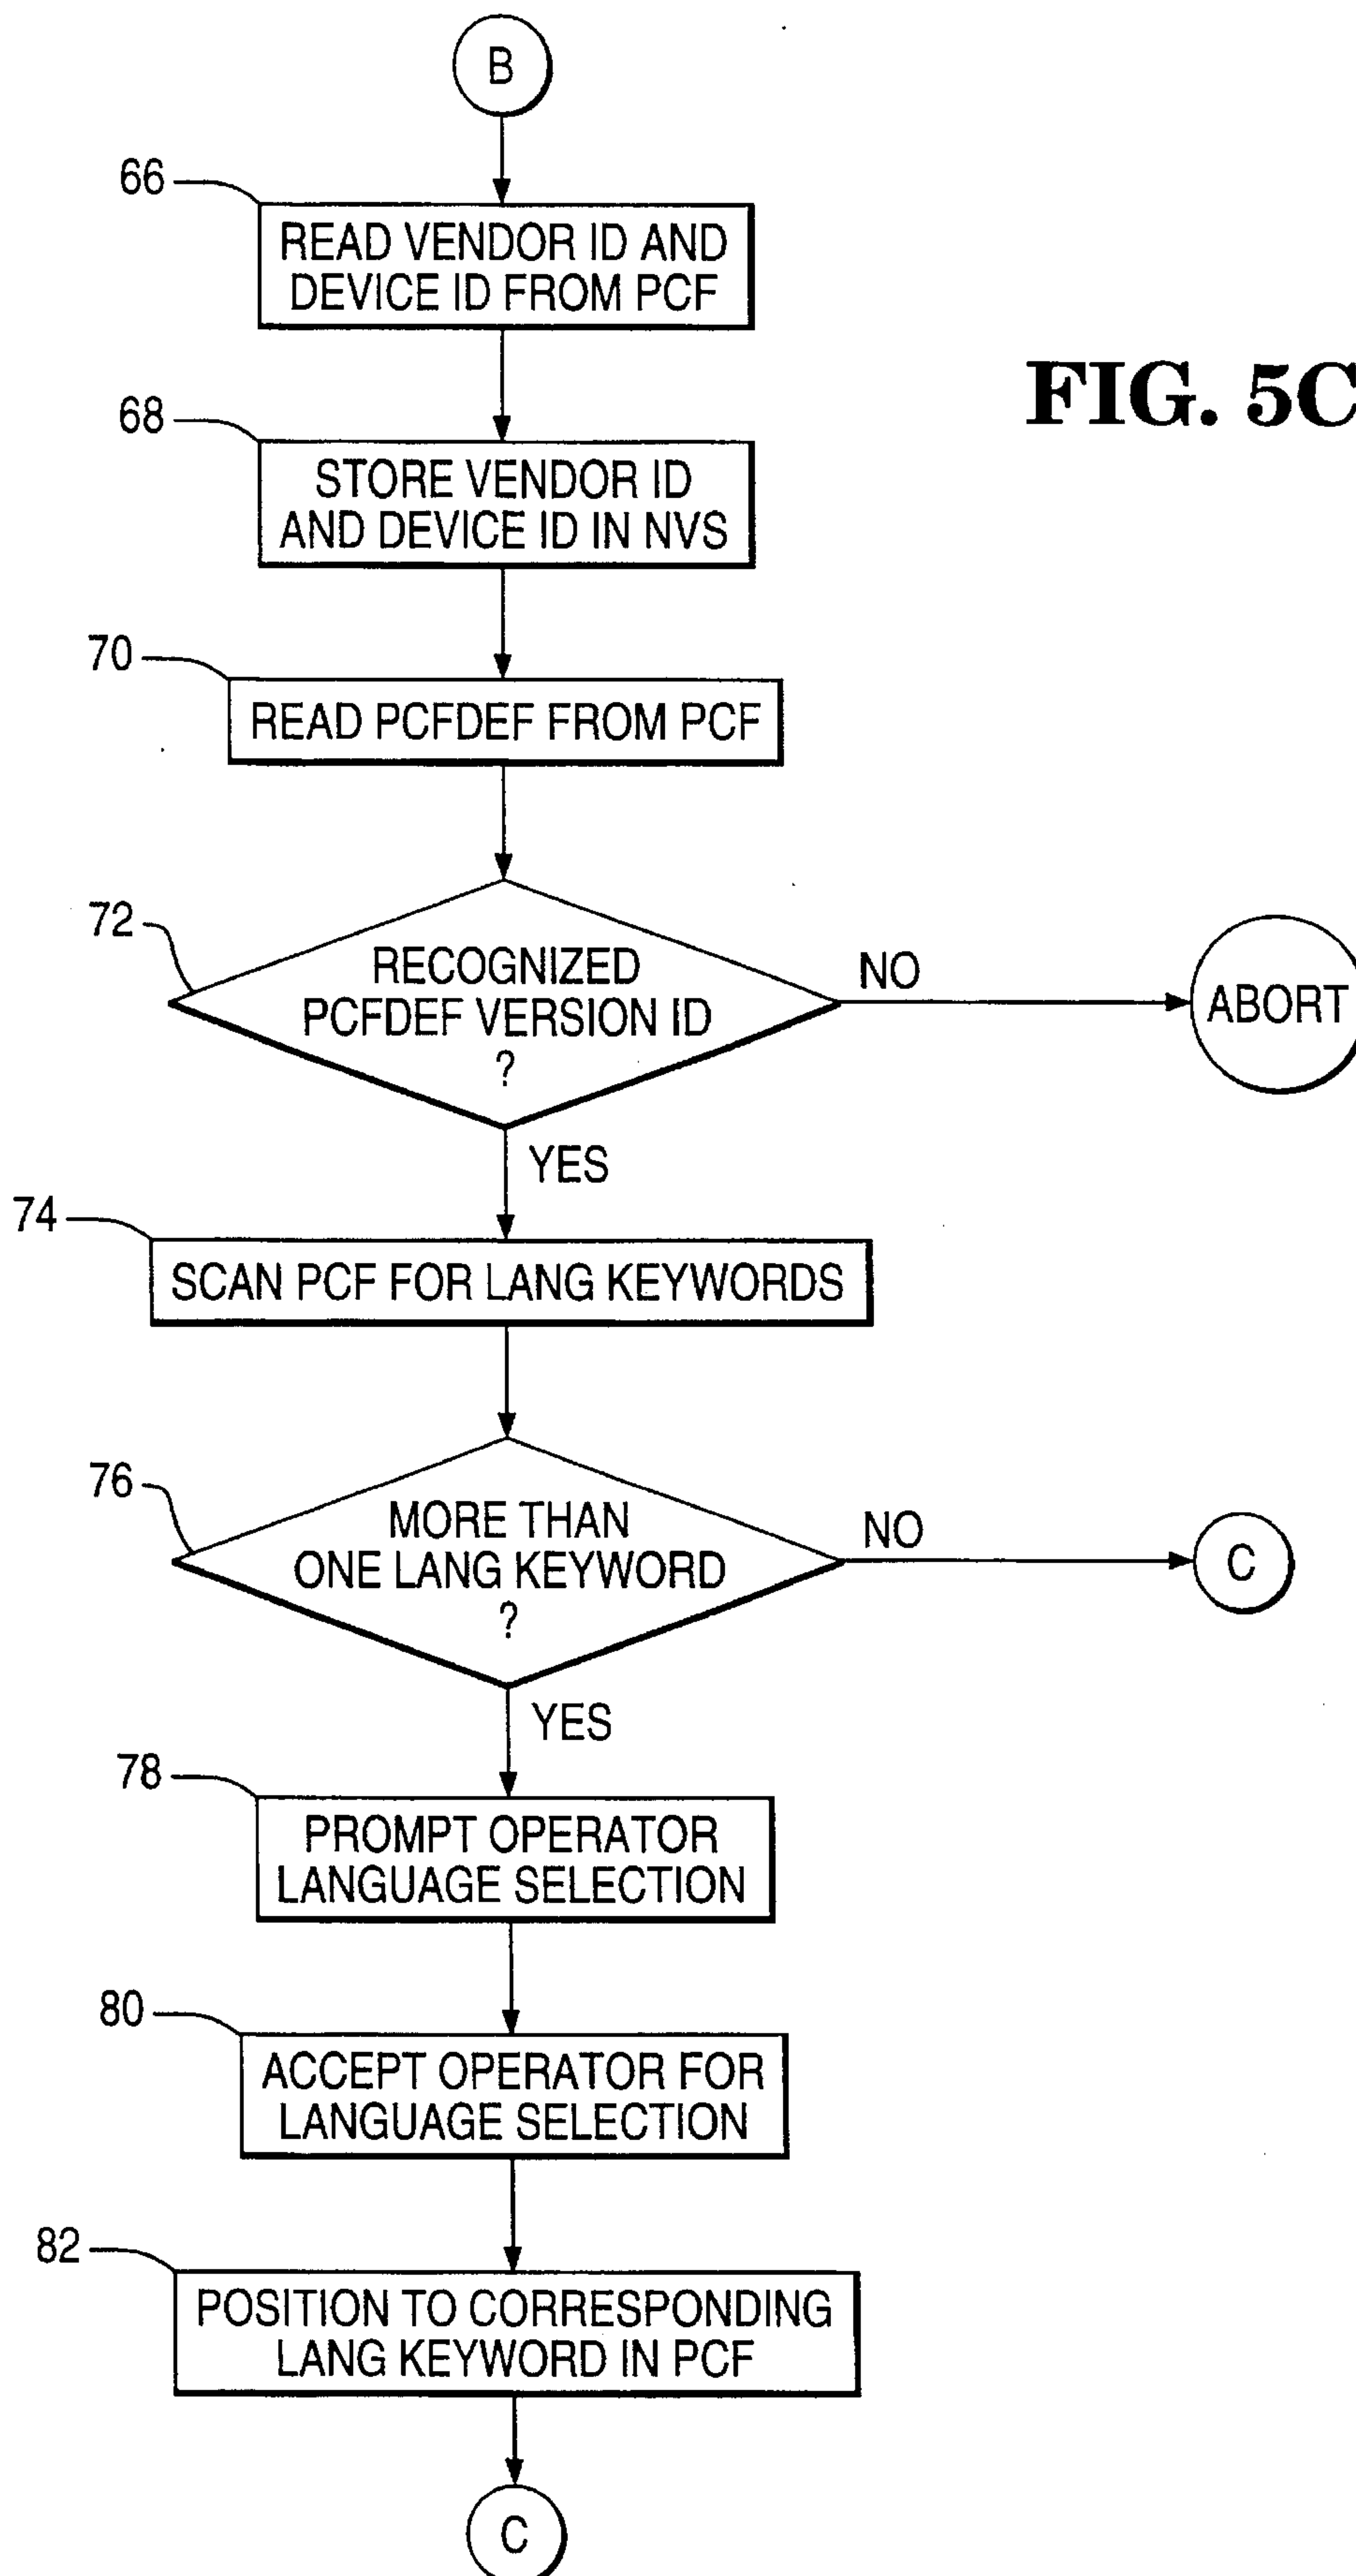 B
66
READ VENDOR ID AND
DEVICE ID FROM PCF
FIG. 5C
68
STORE VENDOR ID
AND DEVICE ID IN NVS
70
READ PCFDEF FROM PCF
72
RECOGNIZED
PCFDEF VERSION ID
?
NO
ABORT
YES
74
SCAN PCF FOR LANG KEYWORDS
76
MORE THAN
ONE LANG KEYWORD
?
NO
C
YES
78
PROMPT OPERATOR
LANGUAGE SELECTION
80
ACCEPT OPERATOR FOR
LANGUAGE SELECTION
82
POSITION TO CORRESPONDING
LANG KEYWORD IN PCF
C